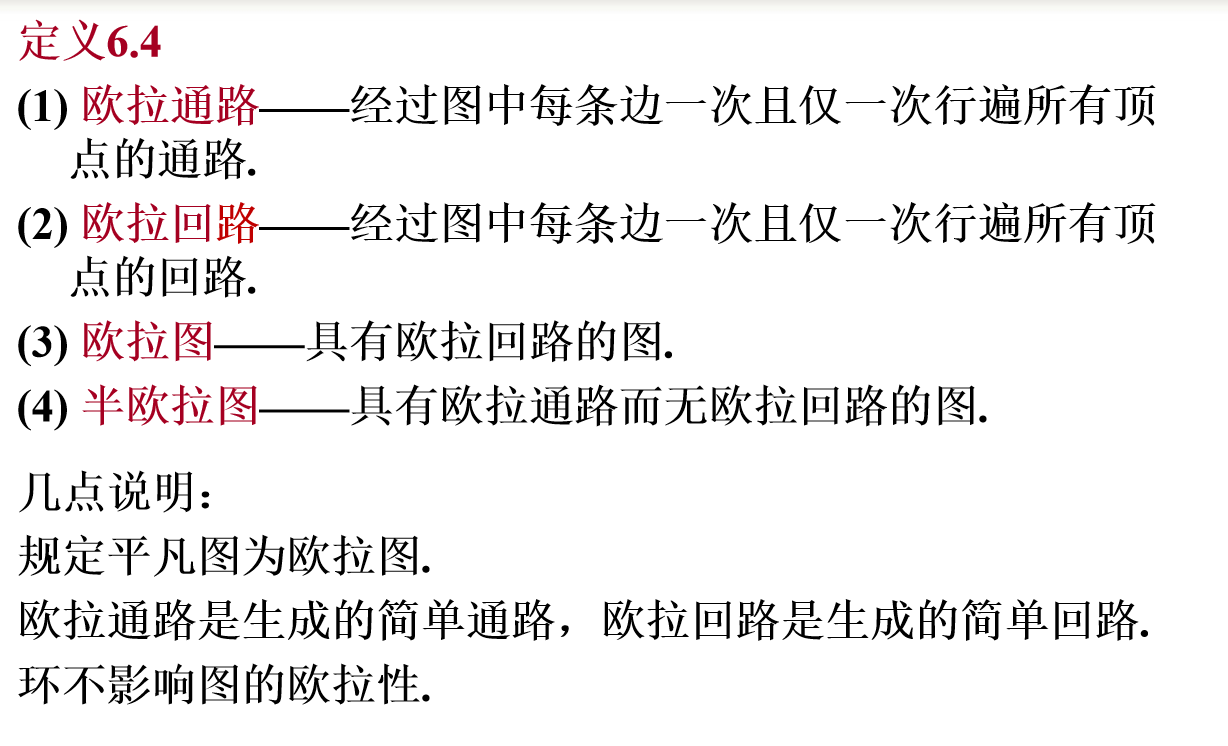 定义6.4
(1) 欧拉通路——经过图中每条边一次且仅一次行遍所有顶
点的通路.
(2) 欧拉回路——经过图中每条边一次且仅一次行遍所有顶
点的回路.
(3) 欧拉图——具有欧拉回路的图.
(4) 半欧拉图——具有欧拉通路而无欧拉回路的图.
几点说明：
规定平凡图为欧拉图.
欧拉通路是生成的简单通路，欧拉回路是生成的简单回路.
环不影响图的欧拉性.